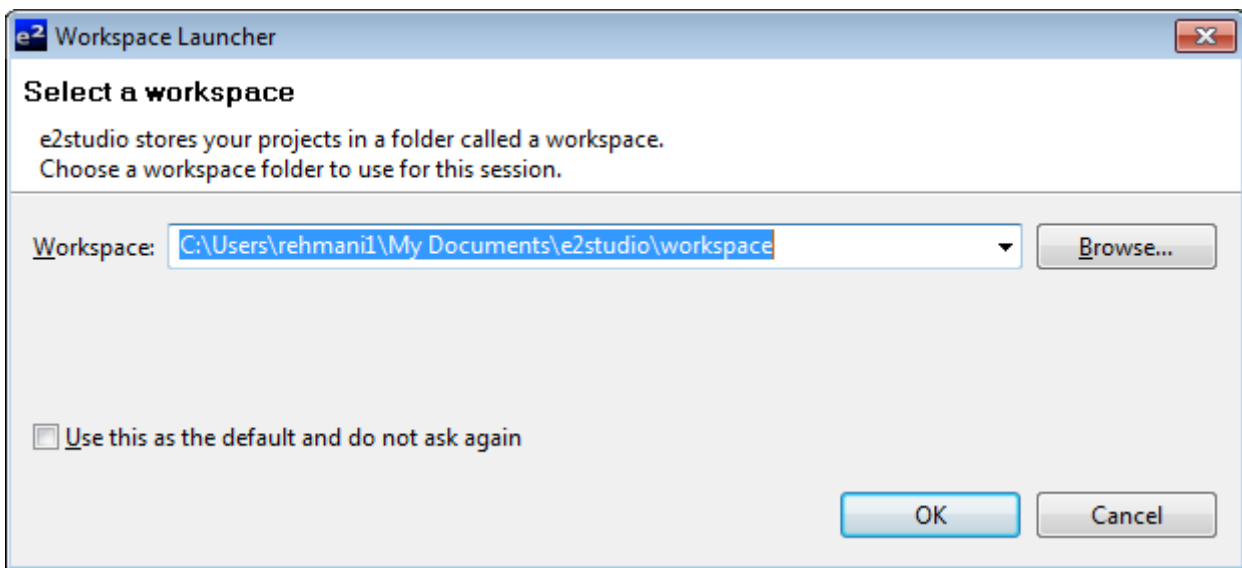 e² Workspace Launcher
Select a workspace
e2studio stores your projects in a folder called a workspace.
Choose a workspace folder to use for this session.
Workspace: C:\Users\rehmani1\My Documents\e2studio\workspace Browse...
Use this as the default and do not ask again
OK Cancel